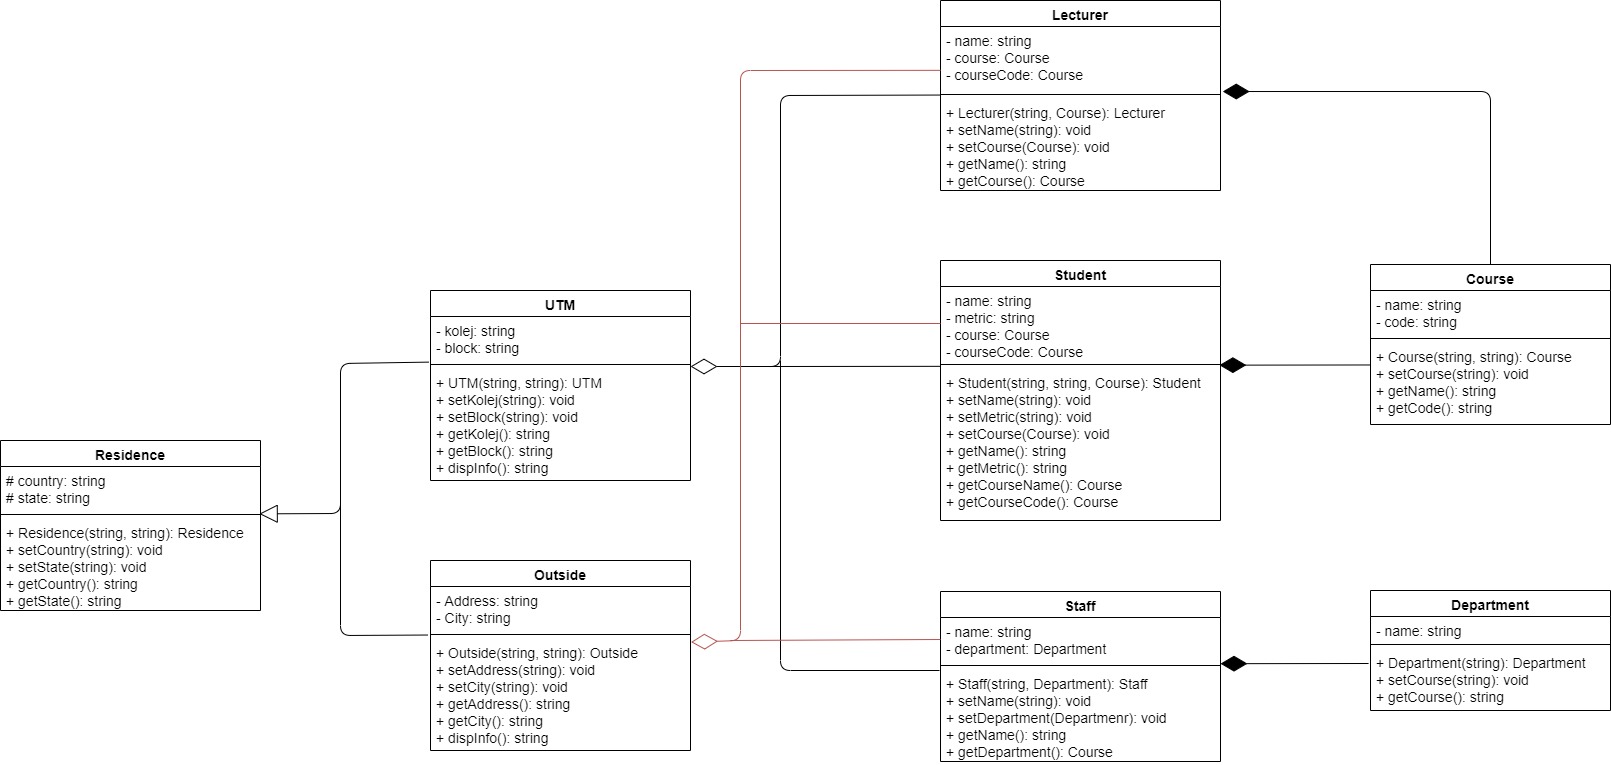 Lecturer
- name: string
- course: Course
- courseCode: Course
+ Lecturer(string, Course): Lecturer
+ setName(string): void
+ setCourse(Course): void
+ getName(): string
+ getCourse(): Course
Student
- name: string
- metric: string
- course: Course
- courseCode: Course
+ Student(string, string, Course): Student
+ setName(string): void
+ setMetric(string): void
+ setCourse(Course): void
+ getName(): string
+ getMetric(): string
+ getCourseName(): Course
+ getCourseCode(): Course
Course
- name: string
- code: string
+ Course(string, string): Course
+ setCourse(string): void
+ getName(): string
+ getCode(): string
UTM
- kolej: string
- block: string
+ UTM(string, string): UTM
+ setKolej(string): void
+ setBlock(string): void
+ getKolej(): string
+ getBlock(): string
+ dispInfo(): string
Residence
# country: string
# state: string
+ Residence(string, string): Residence
+ setCountry(string): void
+ setState(string): void
+ getCountry(): string
+ getState(): string
Outside
- Address: string
- City: string
+ Outside(string, string): Outside
+ setAddress(string): void
+ setCity(string): void
+ getAddress(): string
+ getCity(): string
+ dispInfo(): string
Staff
- name: string
- department: Department
+ Staff(string, Department): Staff
+ setName(string): void
+ setDepartment(Departmenr): void
+ getName(): string
+ getDepartment(): Course
Department
- name: string
+ Department(string): Department
+ setCourse(string): void
+ getCourse(): string